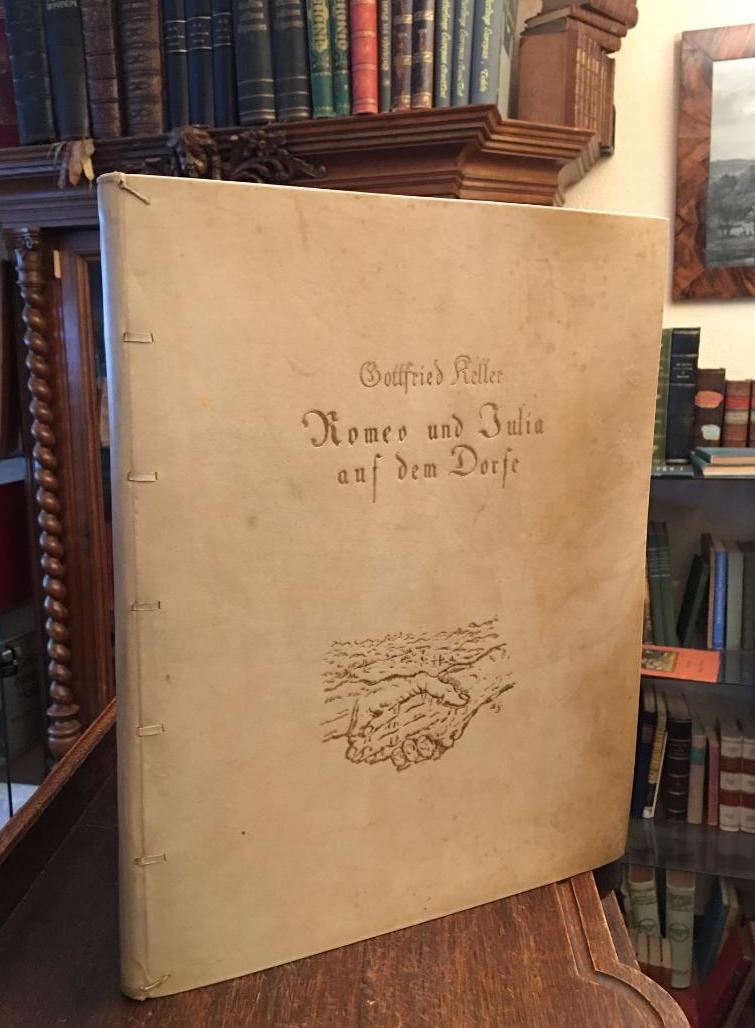 Gottfried Keller
Romeo und Julia
auf dem Dorfe